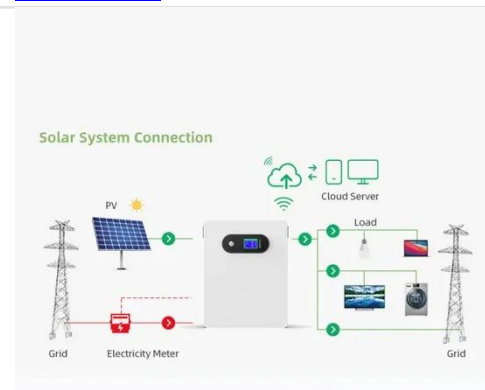 Solar System Connection
Cloud Server
PV
Load
Grid
Electricity Meter
Grid